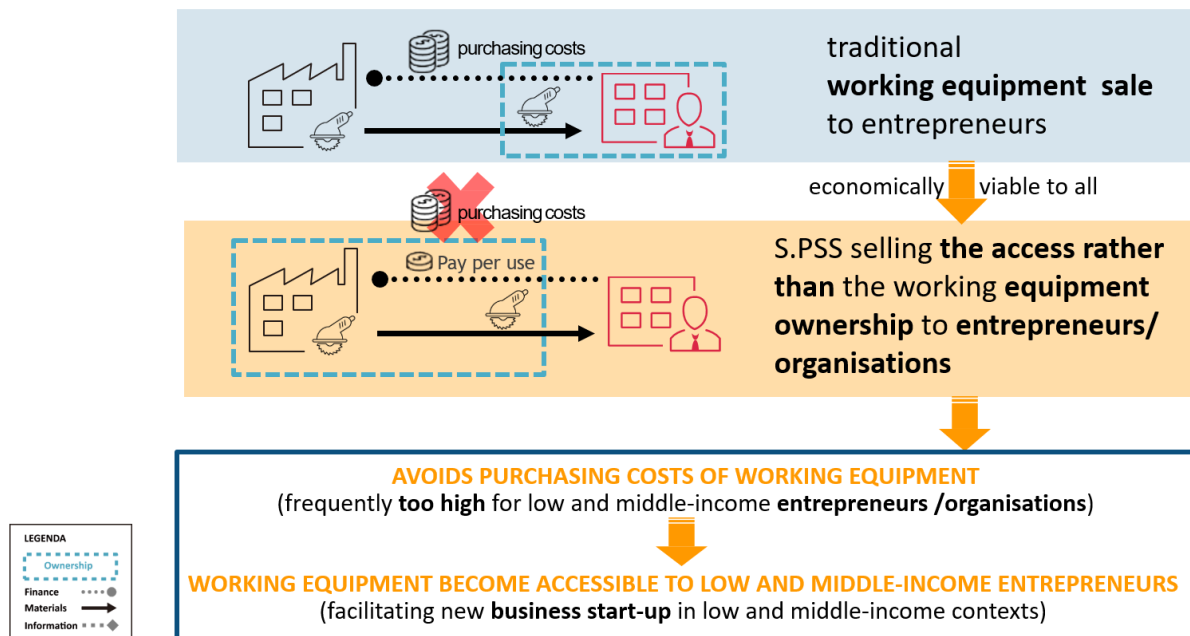 purchasing costs
traditional
working equipment sale
to entrepreneurs
economically viable to all
purchasing costs
Pay per use
S.PSS selling the access rather
than the working equipment
ownership to entrepreneurs/
organisations
AVOIDS PURCHASING COSTS OF WORKING EQUIPMENT
(frequently too high for low and middle-income entrepreneurs /organisations)
WORKING EQUIPMENT BECOME ACCESSIBLE TO LOW AND MIDDLE-INCOME ENTREPRENEURS
(facilitating new business start-up in low and middle-income contexts)
LEGENDA
Ownership
Finance
Materials
Information